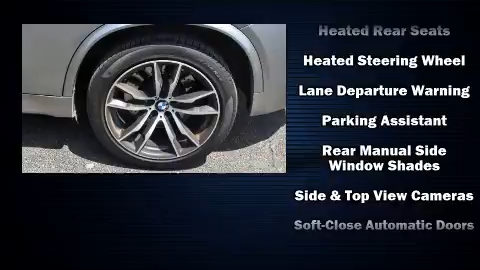 Heated Rear Seats
Heated Steering Wheel
Lane Departure Warning
Parking Assistant
Rear Manual Side
Window Shades
Side & Top View Cameras
Soft-Close Automatic Doors